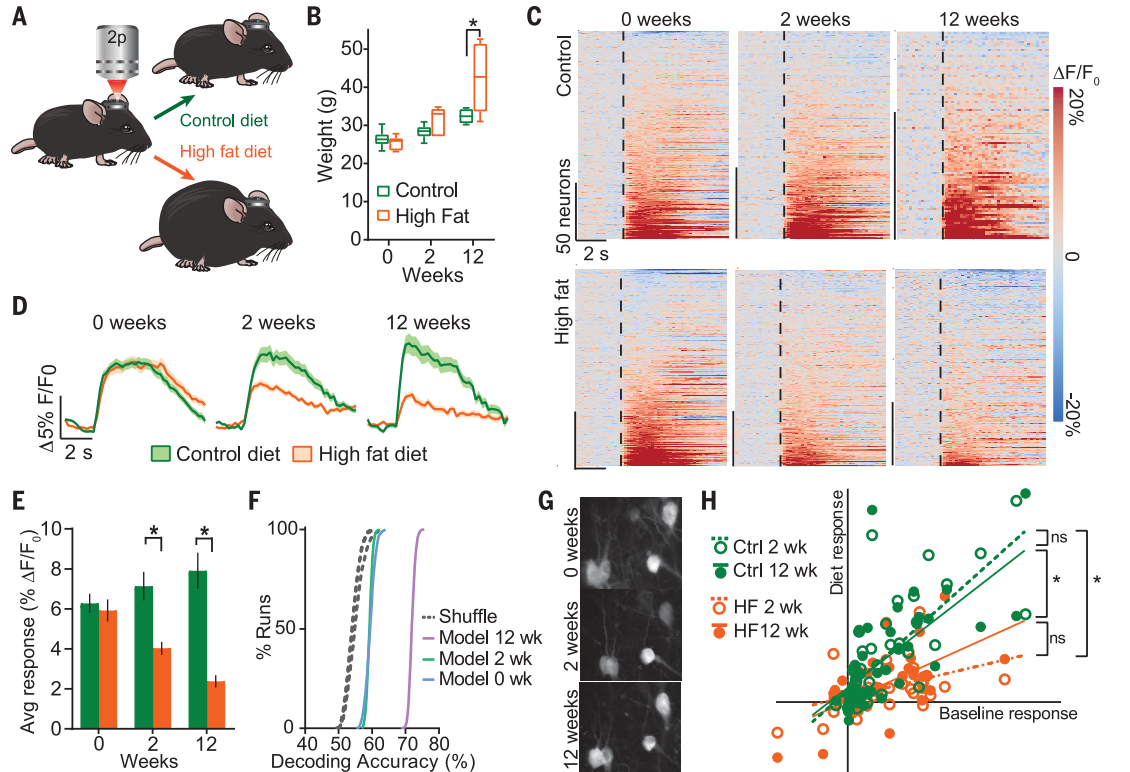 A
2p
Control diet
High fat diet
B
Weight (g)
50
40
30
20
10
0
Control
High Fat
*
0
2
12
Weeks
C
0 weeks
2 weeks
12 weeks
Control
50 neurons
2 s
High fat
ΔF/F0
20%
0
-20%
D
0 weeks
2 weeks
12 weeks
Δ5% F/F0
2 s
Control diet
High fat diet
E
Avg response (% ΔF/F0)
10
8
6
4
2
0
*
*
0
2
12
Weeks
F
% Runs
100
50
0
Shuffle
Model 12 wk
Model 2 wk
Model 0 wk
40
50
60
70
80
Decoding Accuracy (%)
G
0 weeks
2 weeks
12 weeks
H
Diet response
Ctrl 2 wk
Ctrl 12 wk
HF 2 wk
HF12 wk
ns
*
*
ns
Baseline response